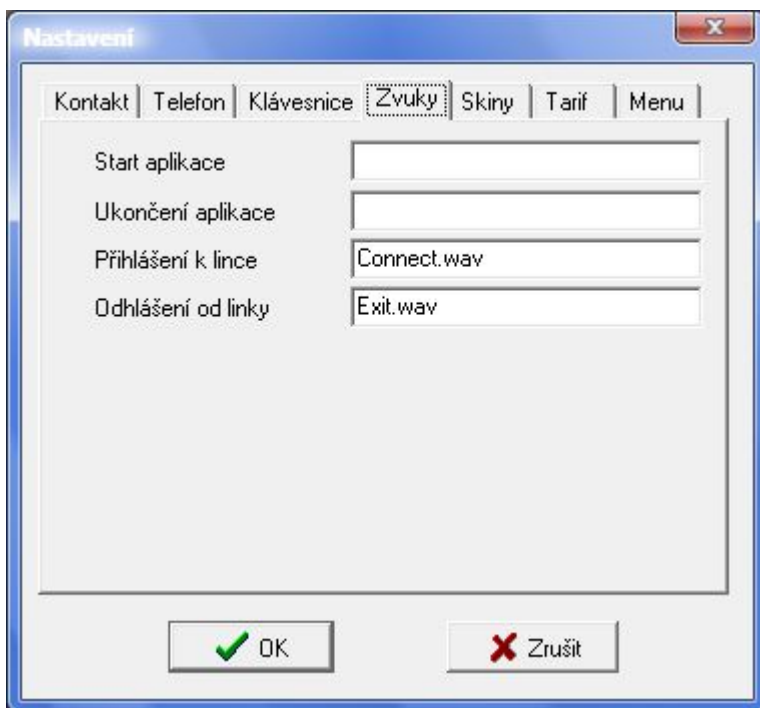 Nastavení
Kontakt Telefon Klávesnice Zvuky Skiny Tarif Menu
Start aplikace
Ukončení aplikace
Přihlášení k lince Connect.wav
Odhlášení od linky Exit.wav
OK Zrušit